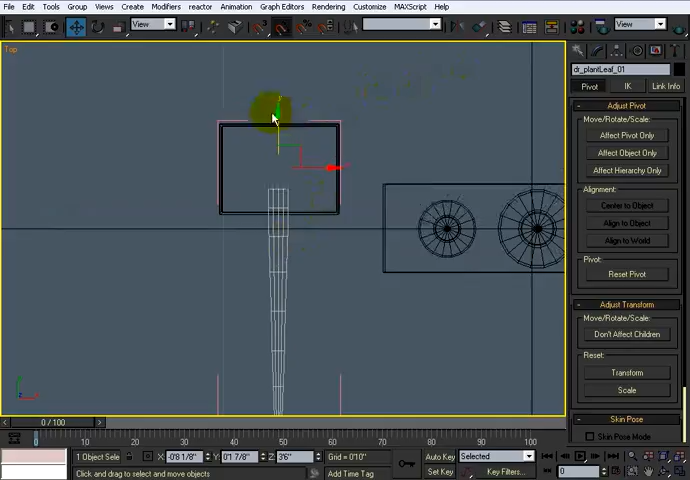 File Edit Tools Group Views Create Modifiers reactor Animation Graph Editors Rendering Customize MAXScript Help
View
View
Top
dr_plantLeaf_01
Pivot IK Link Info
- Adjust Pivot
Move/Rotate/Scale:
Affect Pivot Only
Affect Object Only
Affect Hierarchy Only
Alignment:
Center to Object
Align to Object
Align to World
Pivot:
Reset Pivot
- Adjust Transform
Move/Rotate/Scale:
Don't Affect Children
Reset:
Transform
Scale
- Skin Pose
Skin Pose Mode
< 0 / 100 >
0 10 20 30 40 50 60 70 80 90 100
1 Object Sele X: -0'8 1/8" Y: 0'1 7/8" Z: 3'6" Grid = 0'10" Auto Key Selected
Click and drag to select and move objects Add Time Tag Set Key Key Filters... 0